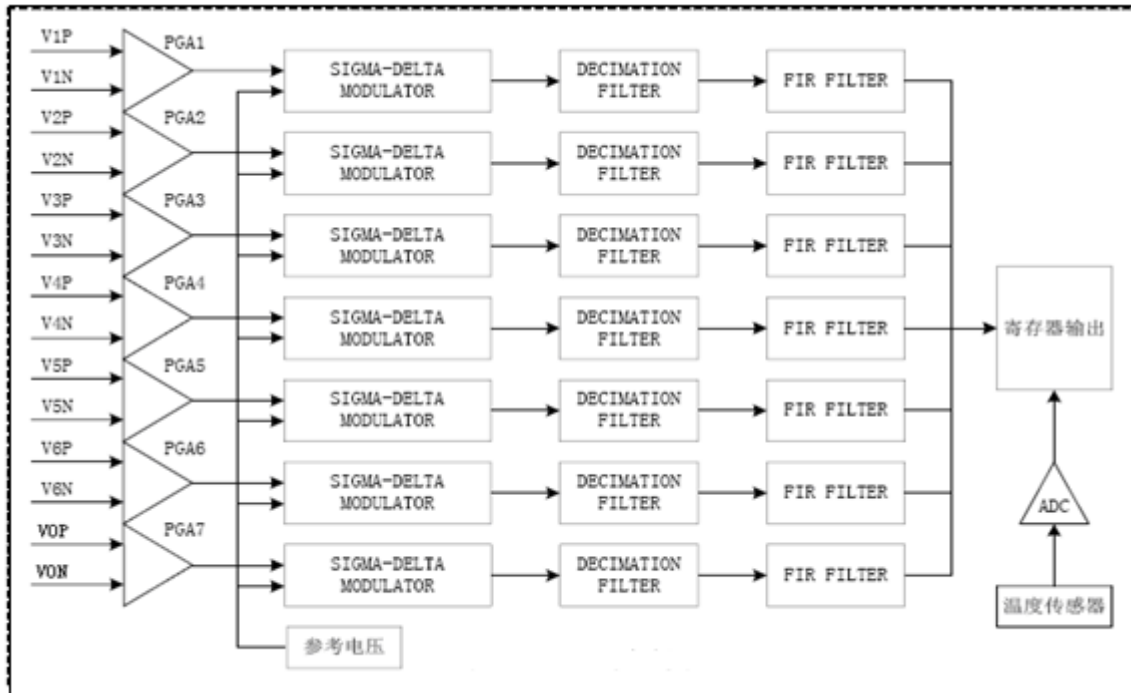 V1P
PGA1
V1N
SIGMA-DELTA
MODULATOR
DECIMATION
FILTER
FIR FILTER
V2P
PGA2
V2N
SIGMA-DELTA
MODULATOR
DECIMATION
FILTER
FIR FILTER
V3P
PGA3
V3N
SIGMA-DELTA
MODULATOR
DECIMATION
FILTER
FIR FILTER
V4P
PGA4
V4N
SIGMA-DELTA
MODULATOR
DECIMATION
FILTER
FIR FILTER
寄存器输出
V5P
PGA5
V5N
SIGMA-DELTA
MODULATOR
DECIMATION
FILTER
FIR FILTER
V6P
PGA6
V6N
SIGMA-DELTA
MODULATOR
DECIMATION
FILTER
FIR FILTER
ADC
VOP
PGA7
VON
SIGMA-DELTA
MODULATOR
DECIMATION
FILTER
FIR FILTER
温度传感器
参考电压